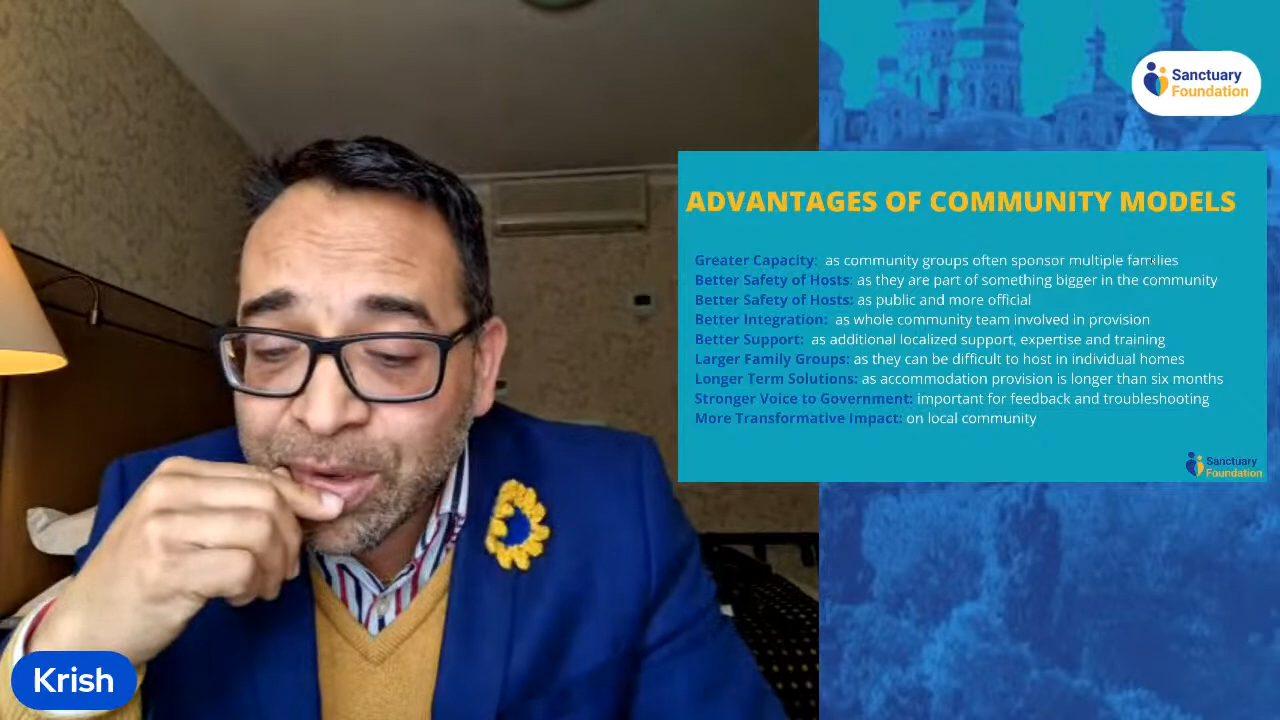 Sanctuary
Foundation
ADVANTAGES OF COMMUNITY MODELS
Greater Capacity: as community groups often sponsor multiple families
Better Safety of Hosts: as they are part of something bigger in the community
Better Safety of Hosts: as public and more official
Better Integration: as whole community team involved in provision
Better Support: as additional localized support, expertise and training
Larger Family Groups: as they can be difficult to host in individual homes
Longer Term Solutions: as accommodation provision is longer than six months
Stronger Voice to Government: important for feedback and troubleshooting
More Transformative Impact: on local community
Sanctuary
Foundation
Krish